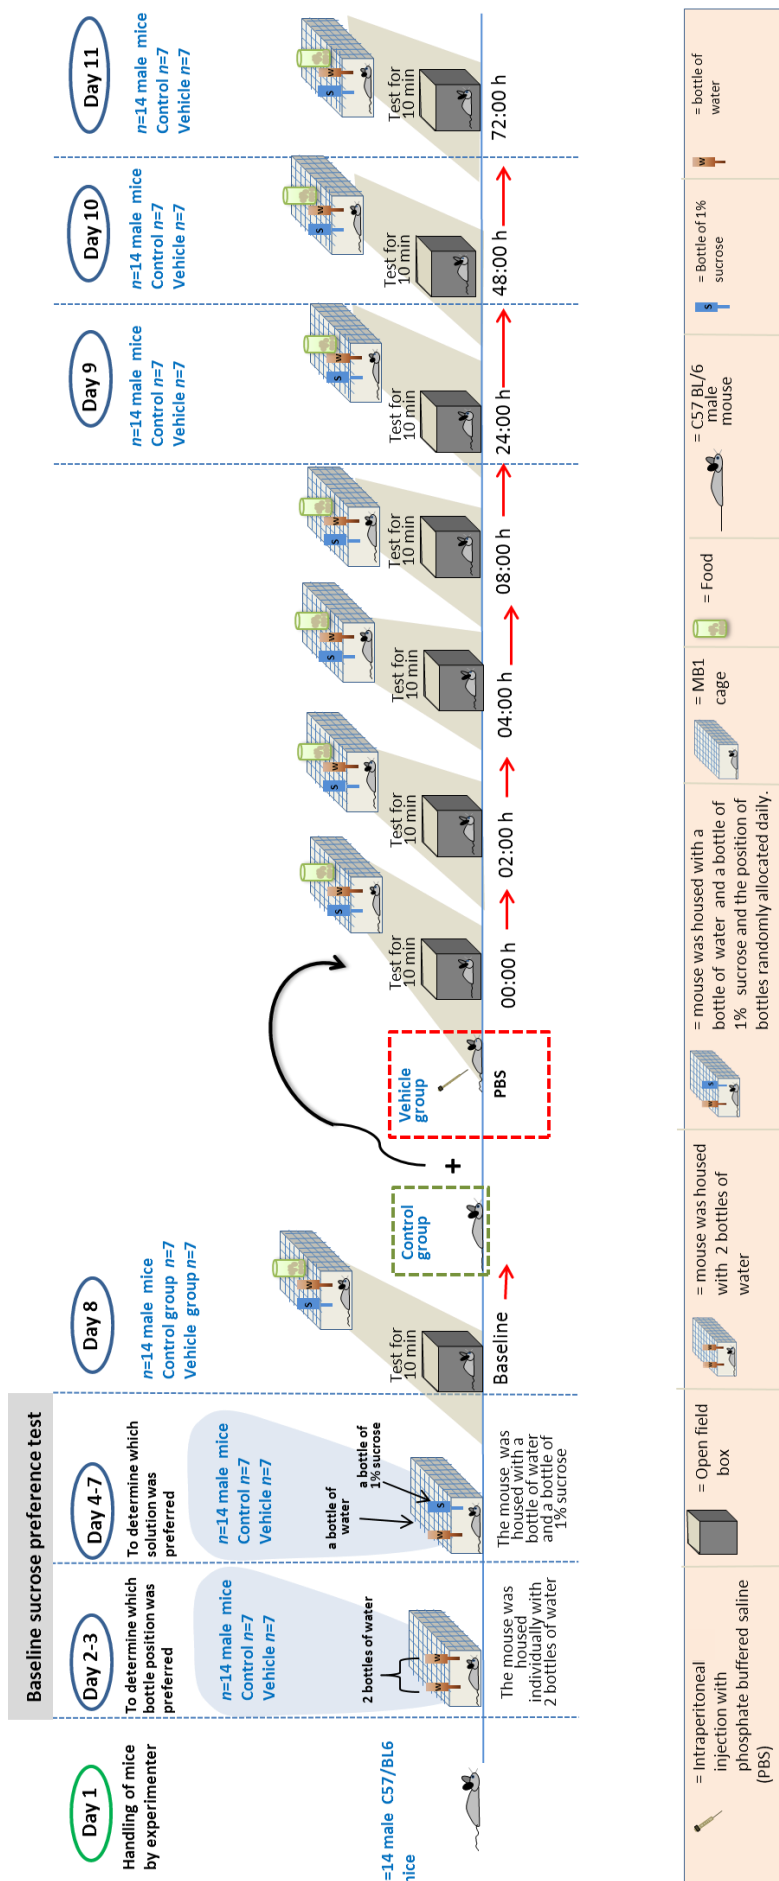 Baseline sucrose preference test
Day 1
Handling of mice
by experimenter
=14 male C57/BL6
Day 2-3
To determine which
bottle position was
preferred
n=14 male mice
Control n=7
Vehicle n=7
2 bottles of water
W
W
The mouse was
housed
individually with
2 bottles of water
Day 4-7
To determine which
solution was
preferred
n=14 male mice
Control n=7
Vehicle n=7
a bottle of
water
a bottle of
1% sucrose
W
S
The mouse was
housed with a
bottle of water
and a bottle of
1% sucrose
Day 8
n=14 male mice
Control group n=7
Vehicle group n=7
S
W
Test for
10 min
Baseline
Control
group
+
Vehicle
group
PBS
S
W
Test for
10 min
00:00 h
S
W
Test for
10 min
02:00 h
S
W
Test for
10 min
04:00 h
S
W
Test for
10 min
08:00 h
Day 9
n=14 male mice
Control n=7
Vehicle n=7
S
W
Test for
10 min
24:00 h
Day 10
n=14 male mice
Control n=7
Vehicle n=7
S
W
Test for
10 min
48:00 h
Day 11
n=14 male mice
Control n=7
Vehicle n=7
S
W
Test for
10 min
72:00 h
= Intraperitoneal
injection with
phosphate buffered saline
(PBS)
= Open field
box
W
W
= mouse was housed
with 2 bottles of
water
W
S
= mouse was housed with a
bottle of water and a bottle of
1% sucrose and the position of
bottles randomly allocated daily.
= MB1
cage
= Food
= C57 BL/6
male
mouse
S
= Bottle of 1%
sucrose
W
= bottle of
water